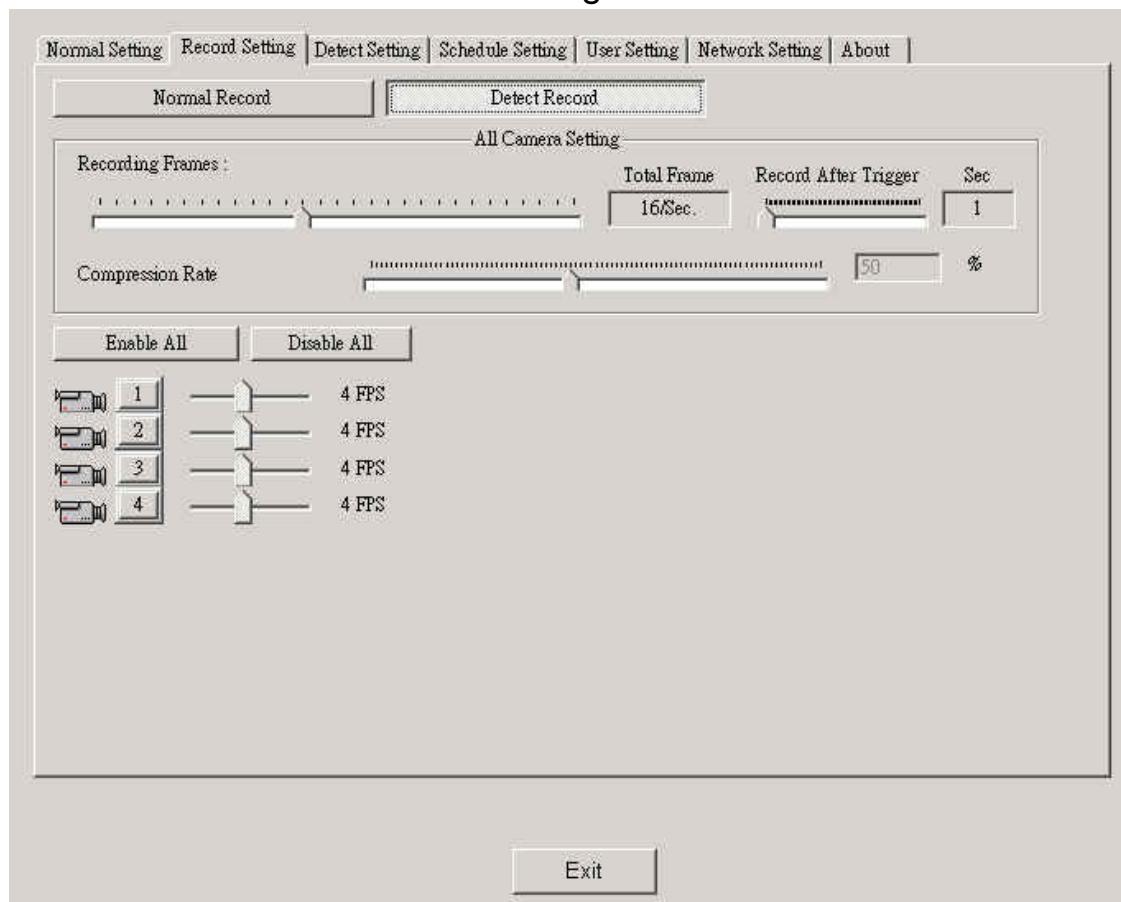 Normal Setting Record Setting Detect Setting Schedule Setting User Setting Network Setting About
Normal Record Detect Record
All Camera Setting
Recording Frames :
Total Frame Record After Trigger Sec
16/Sec. 1
Compression Rate 50 %
Enable All Disable All
1 4 FPS
2 4 FPS
3 4 FPS
4 4 FPS
Exit